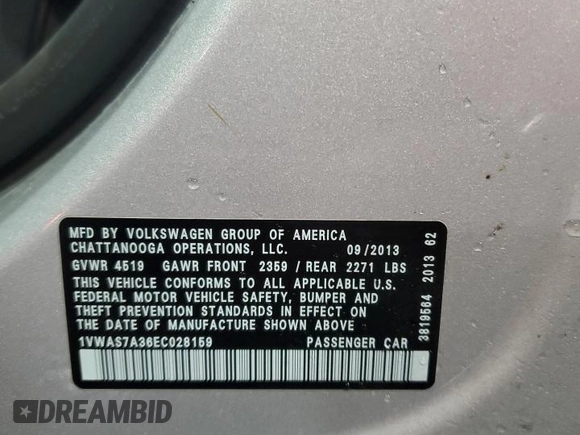 MFD BY VOLKSWAGEN GROUP OF AMERICA
CHATTANOOGA OPERATIONS, LLC. 09/2013
GVWR 4519 GAWR FRONT 2359 / REAR 2271 LBS
THIS VEHICLE CONFORMS TO ALL APPLICABLE U.S.
FEDERAL MOTOR VEHICLE SAFETY, BUMPER AND
THEFT PREVENTION STANDARDS IN EFFECT ON
THE DATE OF MANUFACTURE SHOWN ABOVE
1VWAS7A36EC028159 PASSENGER CAR
3819564 2013 62
DREAMBID